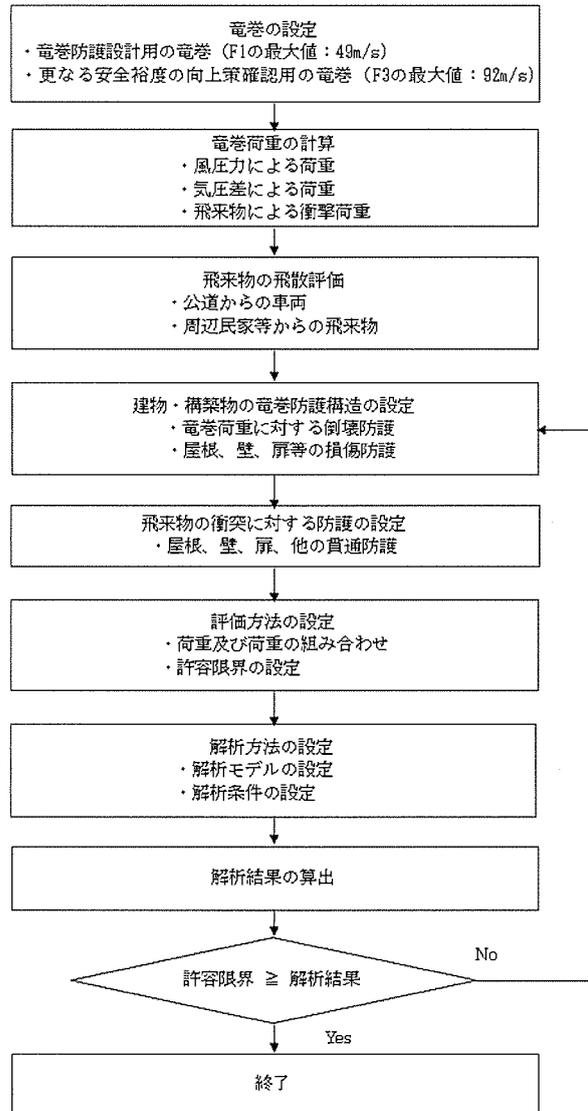 竜巻の設定
・竜巻防護設計用の竜巻（F1の最大値：49m/s）
・更なる安全裕度の向上策確認用の竜巻（F3の最大値：92m/s）
竜巻荷重の計算
・風圧力による荷重
・気圧差による荷重
・飛来物による衝撃荷重
飛来物の飛散評価
・公道からの車両
・周辺民家等からの飛来物
建物・構築物の竜巻防護構造の設定
・竜巻荷重に対する倒壊防護
・屋根、壁、扉等の損傷防護
飛来物の衝突に対する防護の設定
・屋根、壁、扉、他の貫通防護
評価方法の設定
・荷重及び荷重の組み合わせ
・許容限界の設定
解析方法の設定
・解析モデルの設定
・解析条件の設定
解析結果の算出
許容限界 ≧ 解析結果
No
Yes
終了